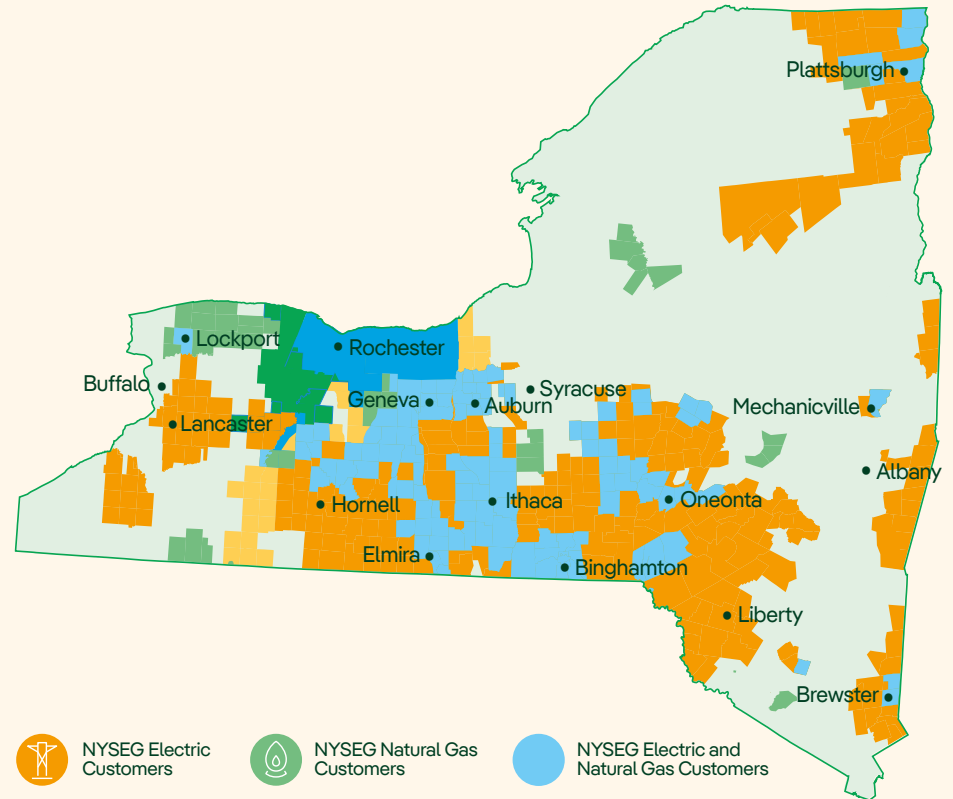 Plattsburgh
Lockport
Rochester
Buffalo
Geneva
Auburn
Syracuse
Mechanicville
Lancaster
Albany
Hornell
Ithaca
Oneonta
Elmira
Binghamton
Liberty
Brewster
NYSEG Electric
Customers
NYSEG Natural Gas
Customers
NYSEG Electric and
Natural Gas Customers